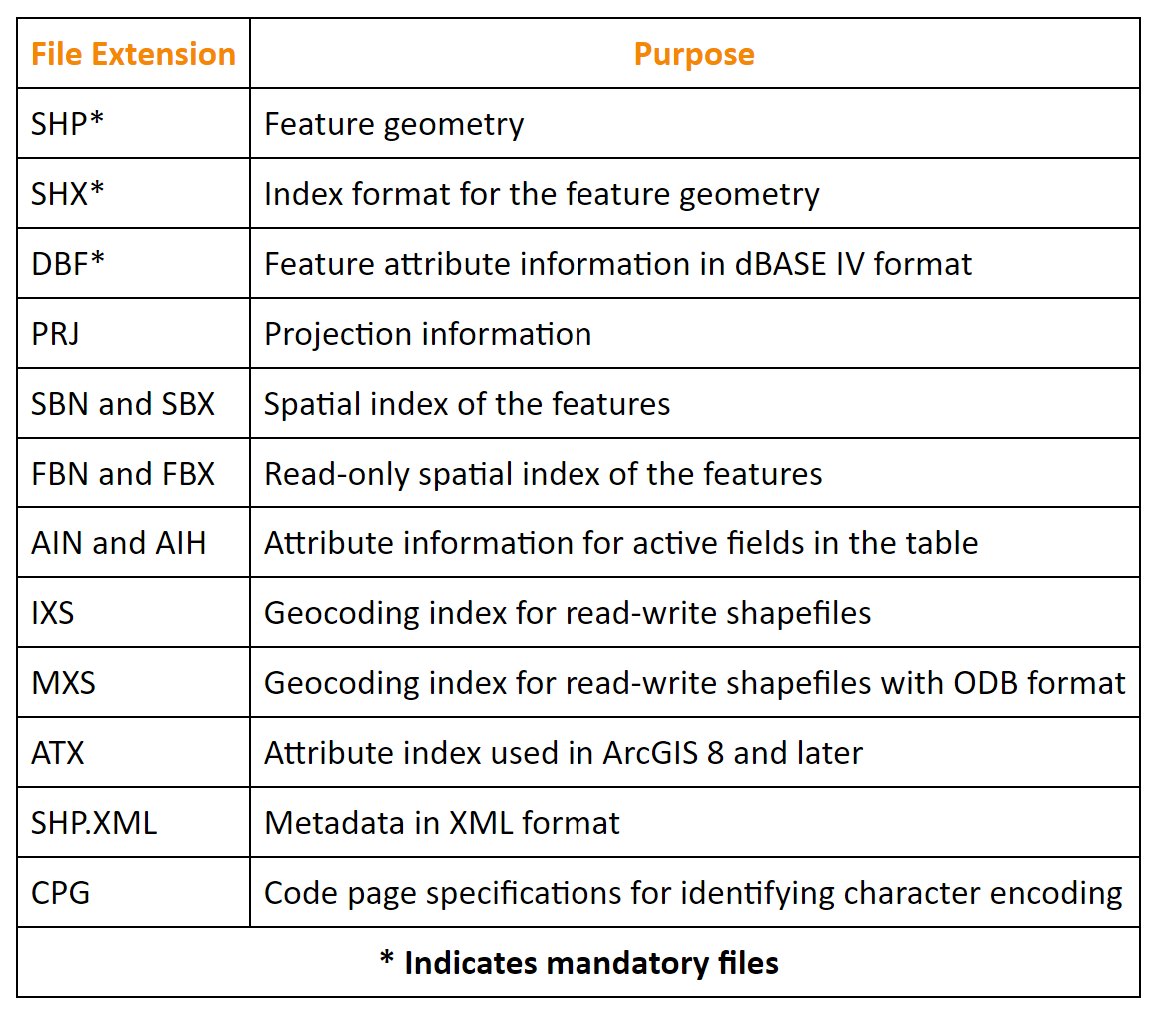 File Extension Purpose
SHP* Feature geometry
SHX* Index format for the feature geometry
DBF* Feature attribute information in dBASE IV format
PRJ Projection information
SBN and SBX Spatial index of the features
FBN and FBX Read-only spatial index of the features
AIN and AIH Attribute information for active fields in the table
IXS Geocoding index for read-write shapefiles
MXS Geocoding index for read-write shapefiles with ODB format
ATX Attribute index used in ArcGIS 8 and later
SHP.XML Metadata in XML format
CPG Code page specifications for identifying character encoding
* Indicates mandatory files